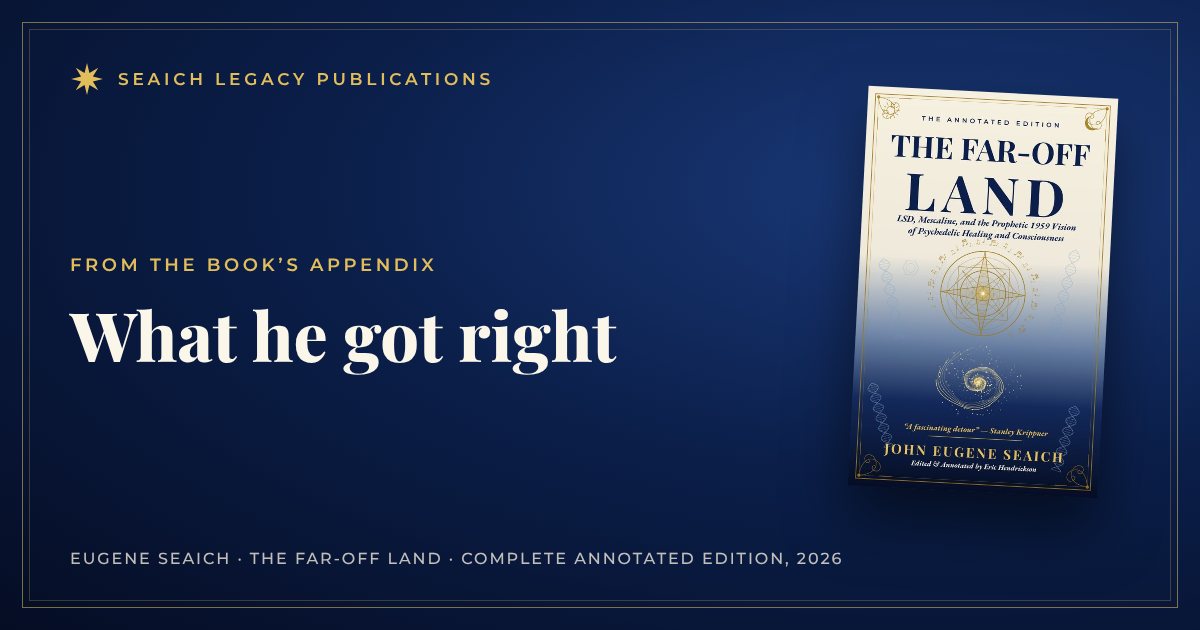 SEAICH LEGACY PUBLICATIONS
FROM THE BOOK’S APPENDIX
What he got right
EUGENE SEAICH · THE FAR-OFF LAND · COMPLETE ANNOTATED EDITION, 2026
THE ANNOTATED EDITION
THE FAR-OFF
LAND
LSD, Mescaline, and the Prophetic 1959 Vision
of Psychedelic Healing and Consciousness
“A fascinating detour” — Stanley Krippner
JOHN EUGENE SEAICH
Edited & Annotated by Eric Hendrickson